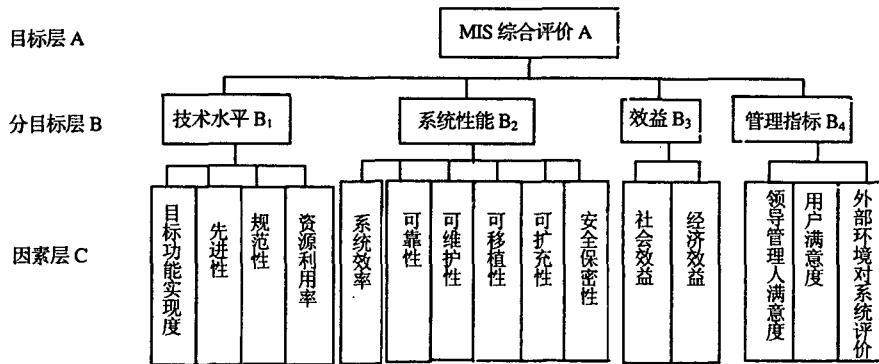 目标层 A
MIS 综合评价 A
分目标层 B
技术水平 B₁
系统性能 B₂
效益 B₃
管理指标 B₄
因素层 C
目标功能实现度
先进性
规范性
资源利用率
系统效率
可靠性
可维护性
可移植性
可扩充性
安全保密性
社会效益
经济效益
领导管理人满意度
用户满意度
外部环境对系统评价